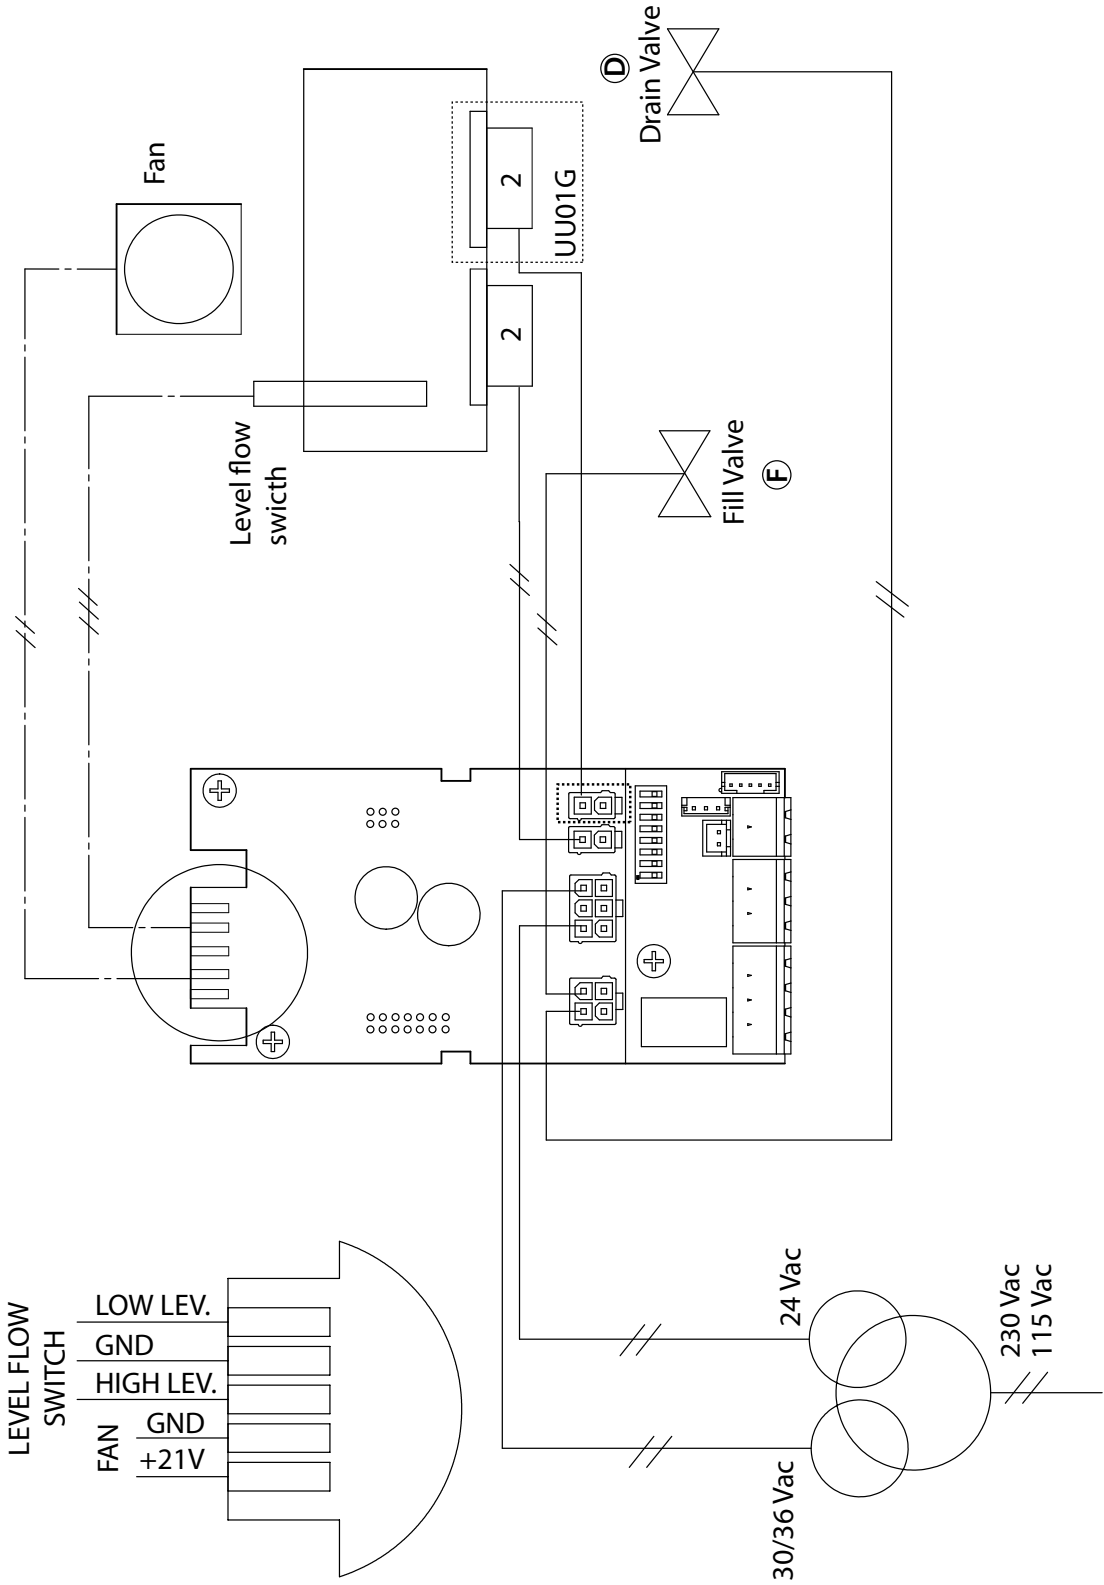 LEVEL FLOW
SWITCH
LOW LEV.
GND
HIGH LEV.
FAN
GND
+21V
30/36 Vac
24 Vac
230 Vac
115 Vac
Level flow
swicth
Fan
2
2
UU01G
Fill Valve
F
D
Drain Valve